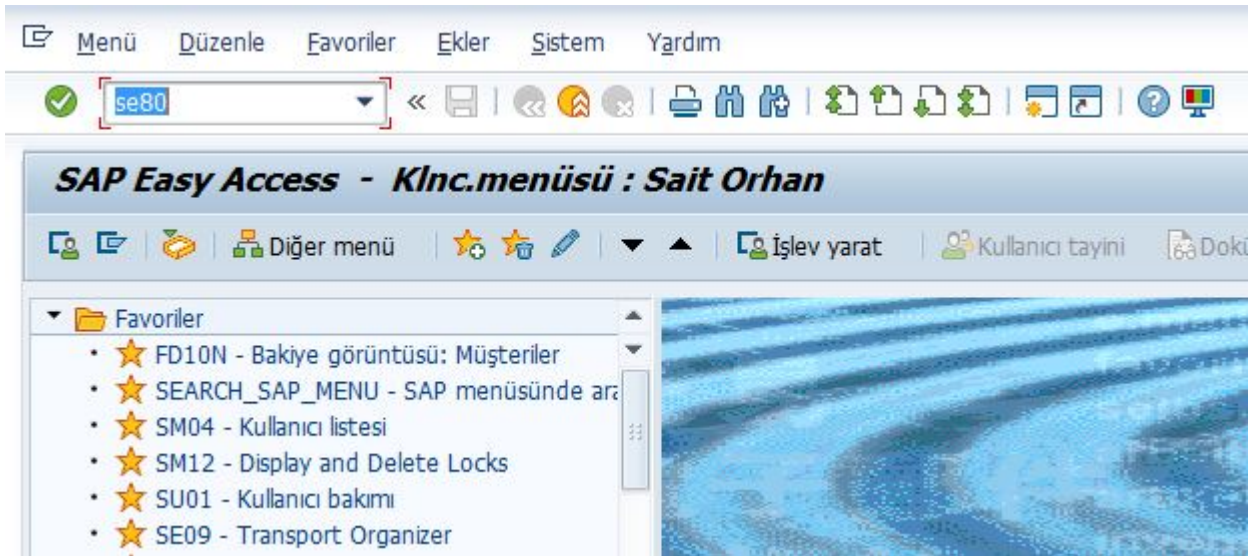 Menü Düzenle Favoriler Ekler Sistem Yardım
se80
SAP Easy Access - Klnc.menüsü : Sait Orhan
Diğer menü İşlev yarat Kullanıcı tayini Dokü
Favoriler
FD10N - Bakiye görüntüsü: Müşteriler
SEARCH_SAP_MENU - SAP menüsünde ara
SM04 - Kullanıcı listesi
SM12 - Display and Delete Locks
SU01 - Kullanıcı bakımı
SE09 - Transport Organizer